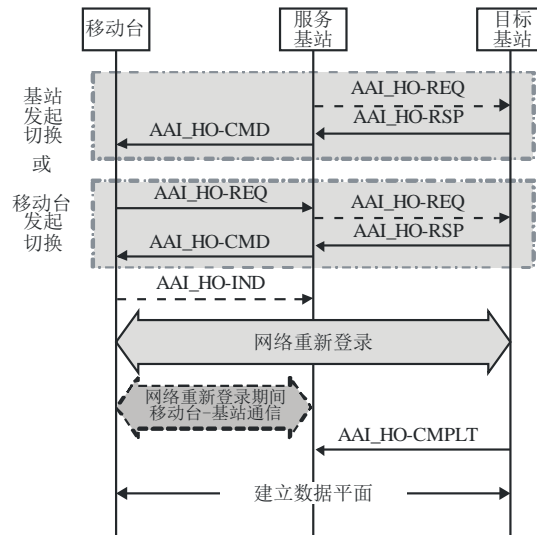 移动台
服务
基站
目标
基站
基站
发起
切换
AAI_HO-REQ
AAI_HO-RSP
AAI_HO-CMD
或
移动台
发起
切换
AAI_HO-REQ
AAI_HO-REQ
AAI_HO-RSP
AAI_HO-CMD
AAI_HO-IND
网络重新登录
网络重新登录期间
移动台–基站通信
AAI_HO-CMPLT
建立数据平面